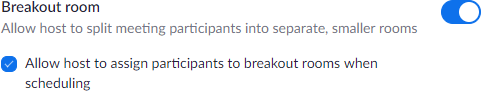 Breakout room
Allow host to split meeting participants into separate, smaller rooms
Allow host to assign participants to breakout rooms when
scheduling